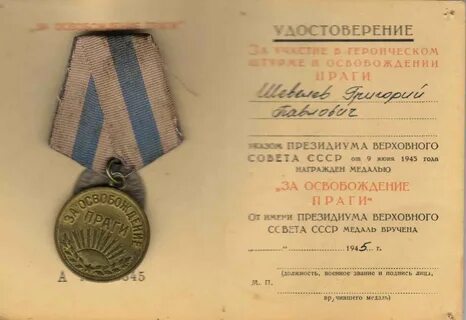 "ЗА ОСВОБОЖДЕНИЕ ПРАГИ"
ЗА ОСВОБОЖДЕНИЕ
ПРАГИ
А
345
УДОСТОВЕРЕНИЕ
ЗА УЧАСТИЕ В ГЕРОИЧЕСКОМ
ШТУРМЕ И ОСВОБОЖДЕНИИ
ПРАГИ
Григорий
Павлович
УКАЗОМ ПРЕЗИДИУМА ВЕРХОВНОГО
СОВЕТА СССР от 9 июня 1945 года
НАГРАЖДЕН МЕДАЛЬЮ
„ЗА ОСВОБОЖДЕНИЕ
ПРАГИ“
От ИМЕНИ ПРЕЗИДИУМА ВЕРХОВНОГО
СОВЕТА СССР МЕДАЛЬ ВРУЧЕНА
„ “ 1945 г.
(должность, военное звание и подпись лица,
М. П.
вручившего медаль)